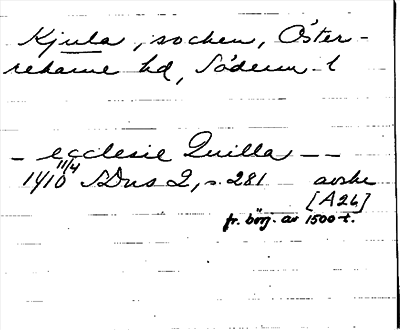 Kjula, socken, Öster-
rekarne hd, Söderm. l
– ecclesie Quilla – –
1410 11/4 SDns 2, s. 281 avskr
[A 26]
fr. börj. av 1500-t.